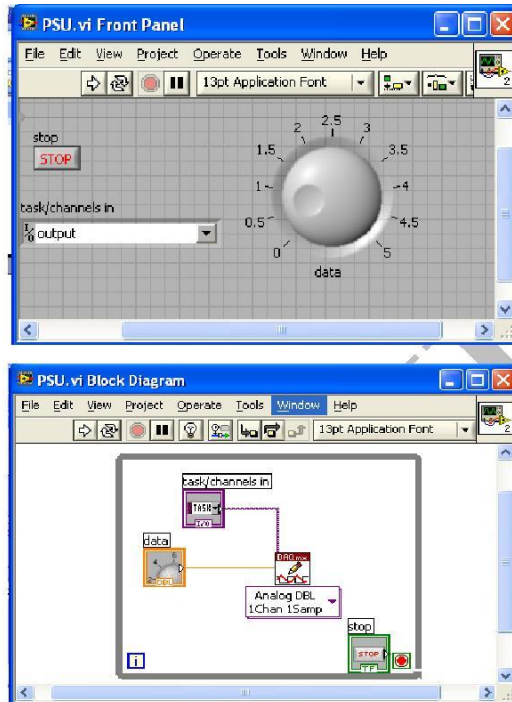 PSU.vi Front Panel
File Edit View Project Operate Tools Window Help
13pt Application Font
2
stop
STOP
task/channels in
I/O output
0 0.5 1 1.5 2 2.5 3 3.5 4 4.5 5
data
PSU.vi Block Diagram
File Edit View Project Operate Tools Window Help
13pt Application Font
2
task/channels in
TASK
I/O
data
DBL
DAQmx
Analog DBL
1Chan 1Samp
stop
STOP
TF
i